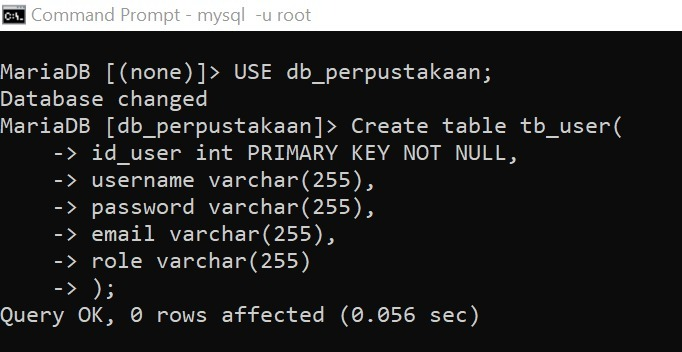 Command Prompt - mysql  -u root
MariaDB [(none)]> USE db_perpustakaan;
Database changed
MariaDB [db_perpustakaan]> Create table tb_user(
    -> id_user int PRIMARY KEY NOT NULL,
    -> username varchar(255),
    -> password varchar(255),
    -> email varchar(255),
    -> role varchar(255)
    -> );
Query OK, 0 rows affected (0.056 sec)